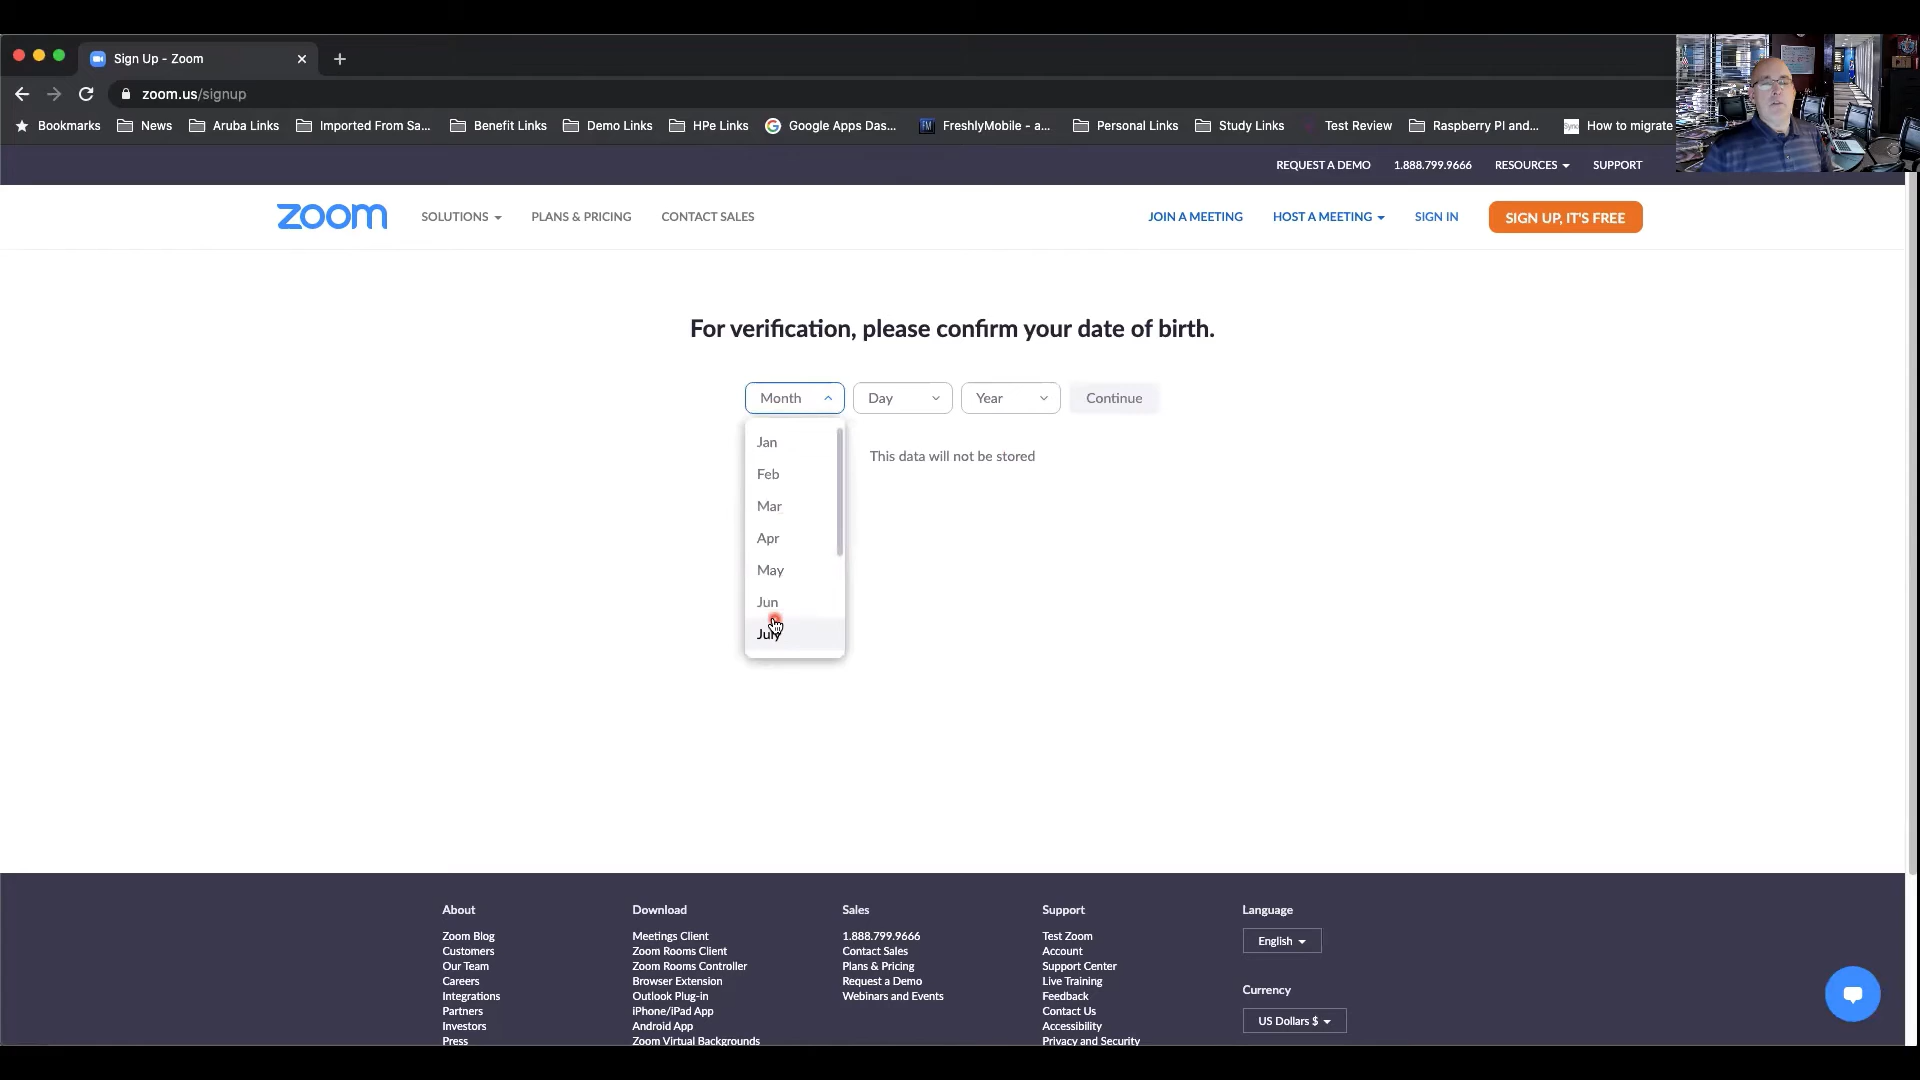 Sign Up - Zoom
zoom.us/signup
Bookmarks News Aruba Links Imported From Sa... Benefit Links Demo Links HPe Links Google Apps Das... FreshlyMobile - a... Personal Links Study Links Test Review Raspberry PI and... How to migrate
REQUEST A DEMO 1.888.799.9666 RESOURCES SUPPORT
zoom SOLUTIONS PLANS & PRICING CONTACT SALES JOIN A MEETING HOST A MEETING SIGN IN SIGN UP, IT'S FREE
For verification, please confirm your date of birth.
Month Day Year Continue
This data will not be stored
Jan
Feb
Mar
Apr
May
Jun
July
About
Zoom Blog
Customers
Our Team
Careers
Integrations
Partners
Investors
Press
Download
Meetings Client
Zoom Rooms Client
Zoom Rooms Controller
Browser Extension
Outlook Plug-in
iPhone/iPad App
Android App
Zoom Virtual Backgrounds
Sales
1.888.799.9666
Contact Sales
Plans & Pricing
Request a Demo
Webinars and Events
Support
Test Zoom
Account
Support Center
Live Training
Feedback
Contact Us
Accessibility
Privacy and Security
Language
English
Currency
US Dollars $